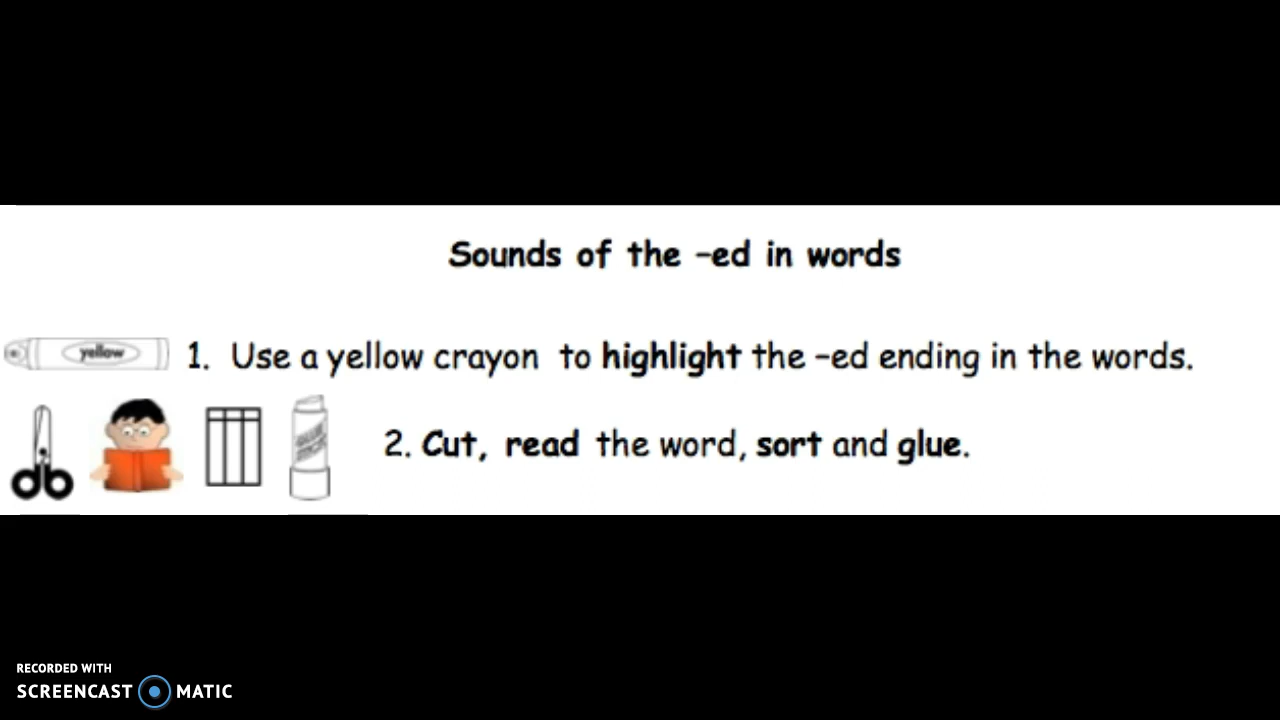 Sounds of the –ed in words
yellow
1. Use a yellow crayon to highlight the –ed ending in the words.
2. Cut, read the word, sort and glue.
RECORDED WITH
SCREENCAST MATIC